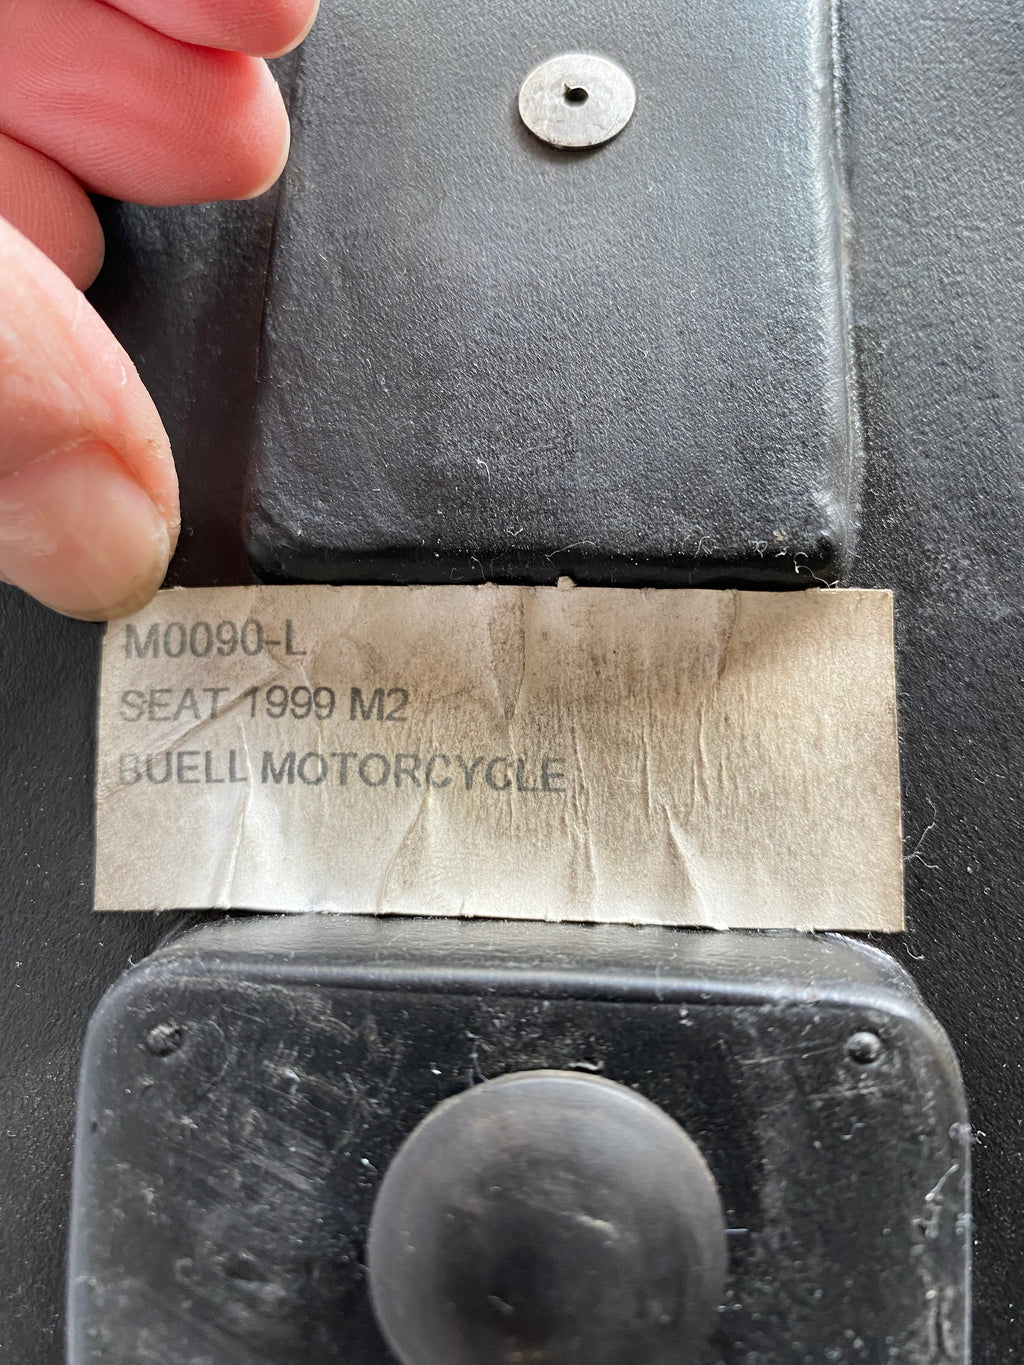 M0090-L
SEAT 1999 M2
BUELL MOTORCYCLE